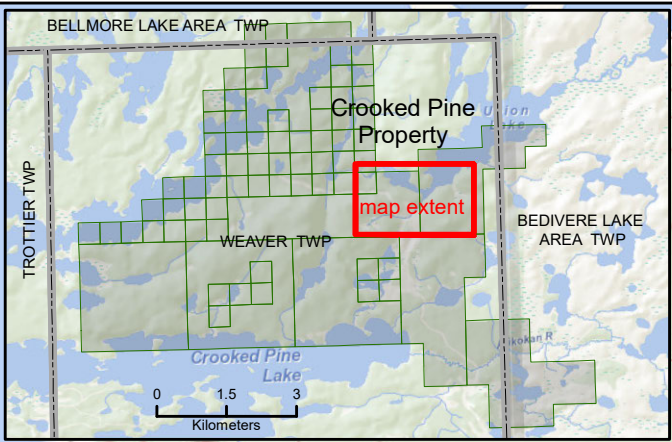 BELLMORE LAKE AREA TWP
Crooked Pine
Property
Union
Lake
map extent
TROTTIER TWP
WEAVER TWP
BEDIVERE LAKE
AREA TWP
Crooked Pine
Lake
ikokan R
0 1.5 3
Kilometers